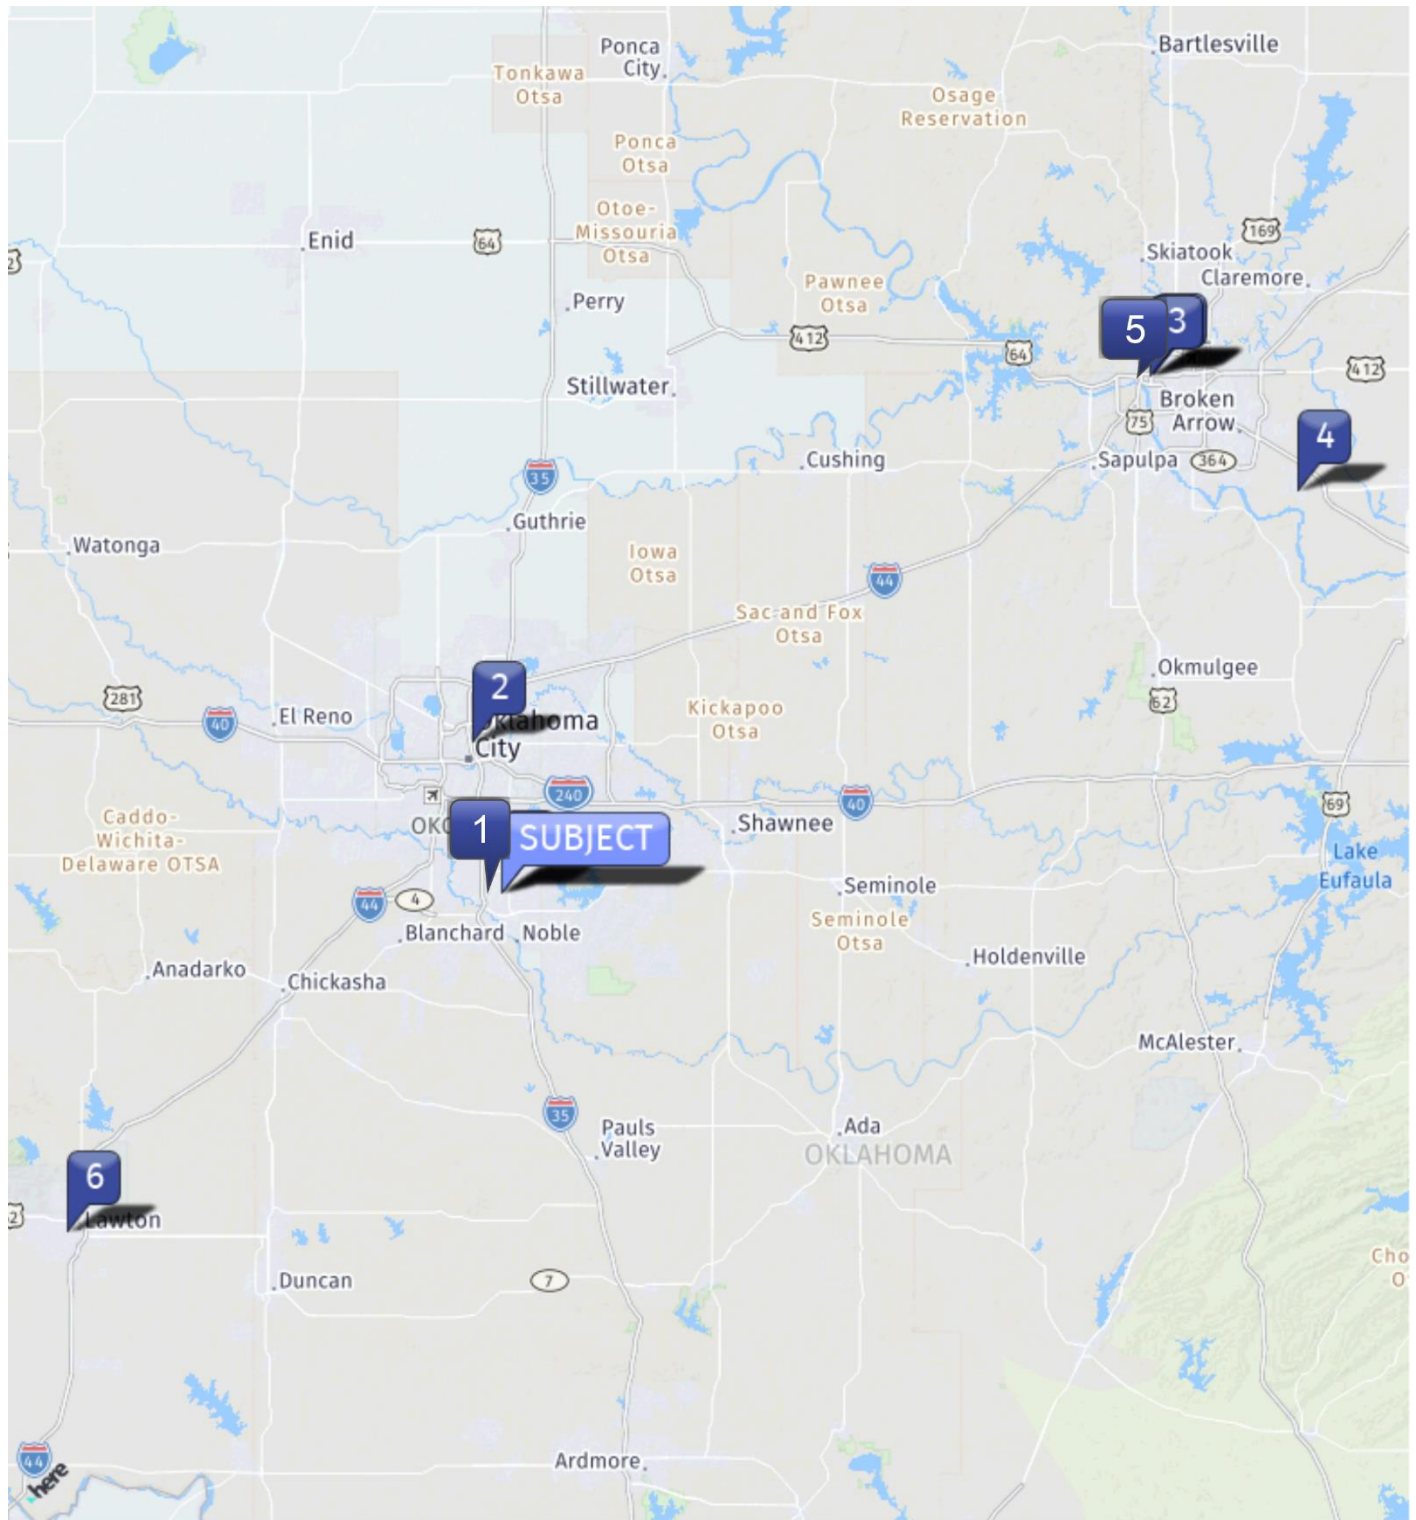 Ponca
City
Bartlesville
Tonkawa
Otsa
Osage
Reservation
Ponca
Otsa
Otoe-
Missouria
Otsa
Enid
64
169
Skiatook
Claremore
Pawnee
Otsa
Perry
5
3
412
64
412
Stillwater
Broken
Arrow
75
4
Cushing
Sapulpa
364
35
Guthrie
Watonga
Iowa
Otsa
44
Sac and Fox
Otsa
Okmulgee
2
281
62
El Reno
40
Kickapoo
Otsa
Oklahoma
City
240
40
69
Caddo-
Wichita-
Delaware OTSA
1
SUBJECT
Shawnee
Lake
Eufaula
Seminole
44
4
Seminole
Otsa
Blanchard
Noble
Holdenville
Anadarko
Chickasha
McAlester
35
Pauls
Valley
Ada
OKLAHOMA
6
Lawton
Duncan
7
Ardmore
44
here